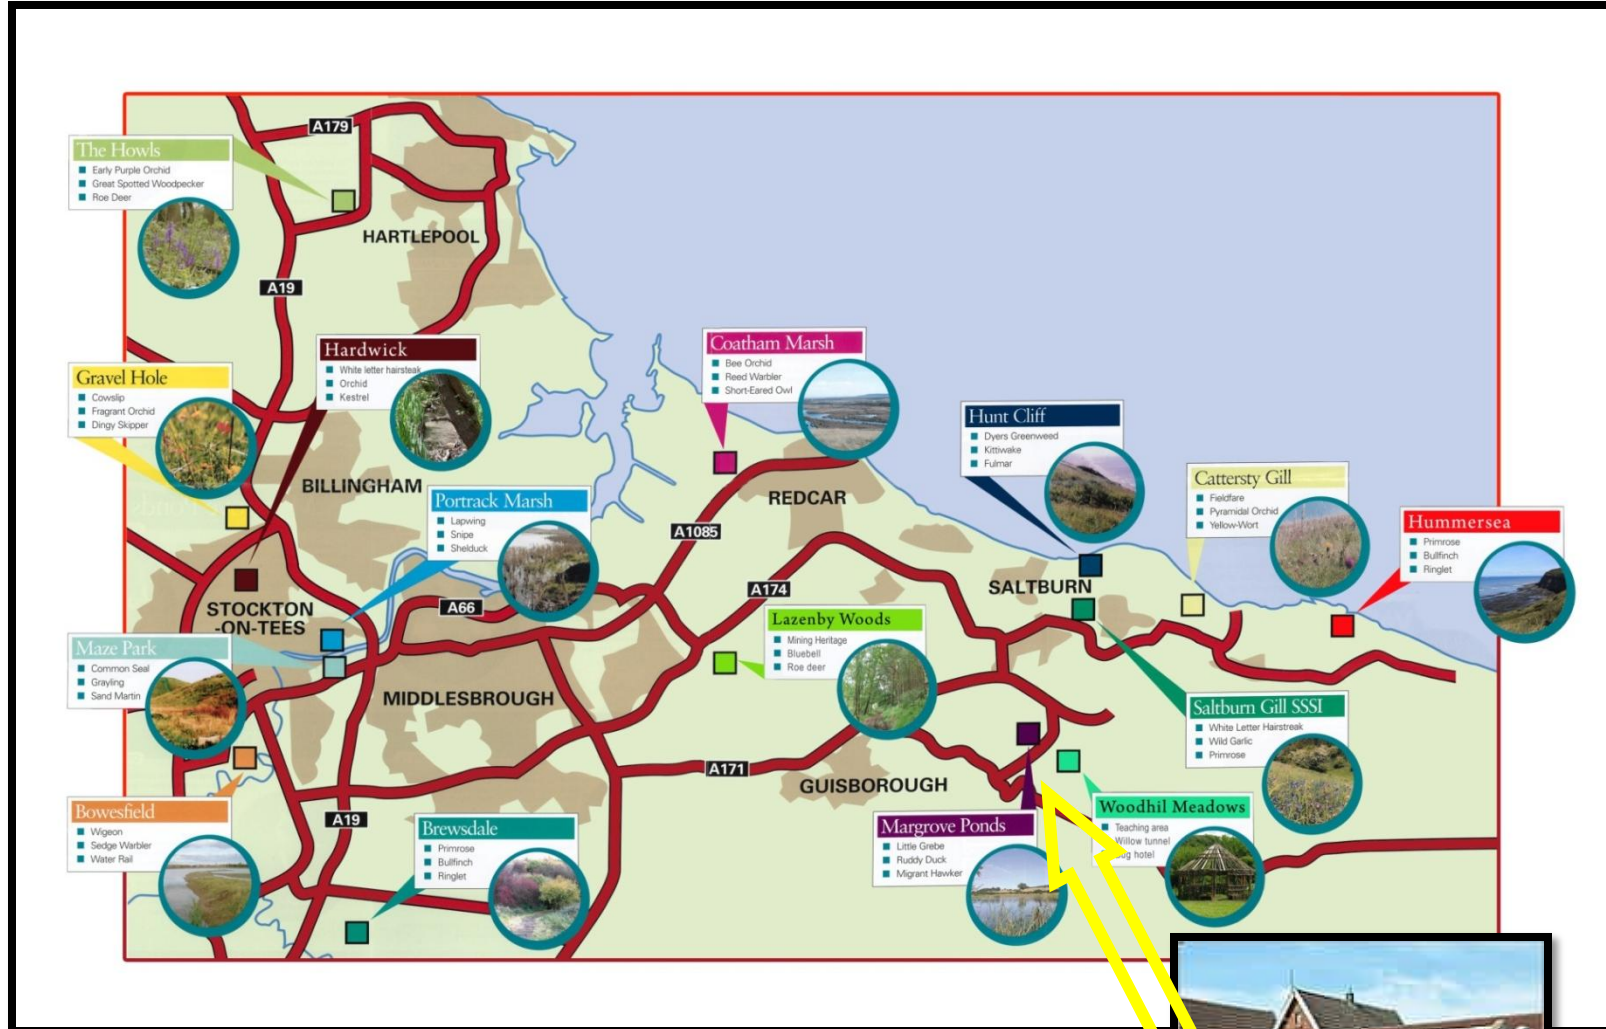 A179
The Howls
Early Purple Orchid
Great Spotted Woodpecker
Roe Deer
HARTLEPOOL
A19
Hardwick
White letter hairsteak
Orchid
Kestrel
Coatham Marsh
Bee Orchid
Reed Warbler
Short-Eared Owl
Gravel Hole
Cowslip
Fragrant Orchid
Dingy Skipper
Hunt Cliff
Dyers Greenweed
Kittiwake
Fulmar
BILLINGHAM
Portrack Marsh
Lapwing
Snipe
Shelduck
REDCAR
Cattersty Gill
Fieldfare
Pyramidal Orchid
Yellow-Wort
Hummersea
Primrose
Bullfinch
Ringlet
A1085
A174
SALTBURN
STOCKTON
-ON-TEES
A66
Lazenby Woods
Mining Heritage
Bluebell
Roe deer
Maze Park
Common Seal
Grayling
Sand Martin
MIDDLESBROUGH
Saltburn Gill SSSI
White Letter Hairstreak
Wild Garlic
Primrose
A171
GUISBOROUGH
Bowesfield
Wigeon
Sedge Warbler
Water Rail
A19
Brewsdale
Primrose
Bullfinch
Ringlet
Margrove Ponds
Little Grebe
Ruddy Duck
Migrant Hawker
Woodhil Meadows
Teaching area
Willow tunnel
ug hotel